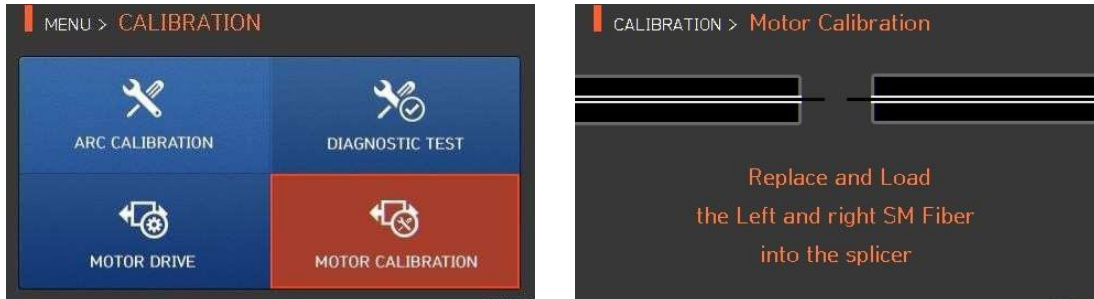 MENU > CALIBRATION
ARC CALIBRATION
DIAGNOSTIC TEST
MOTOR DRIVE
MOTOR CALIBRATION
CALIBRATION > Motor Calibration
Replace and Load
the Left and right SM Fiber
into the splicer